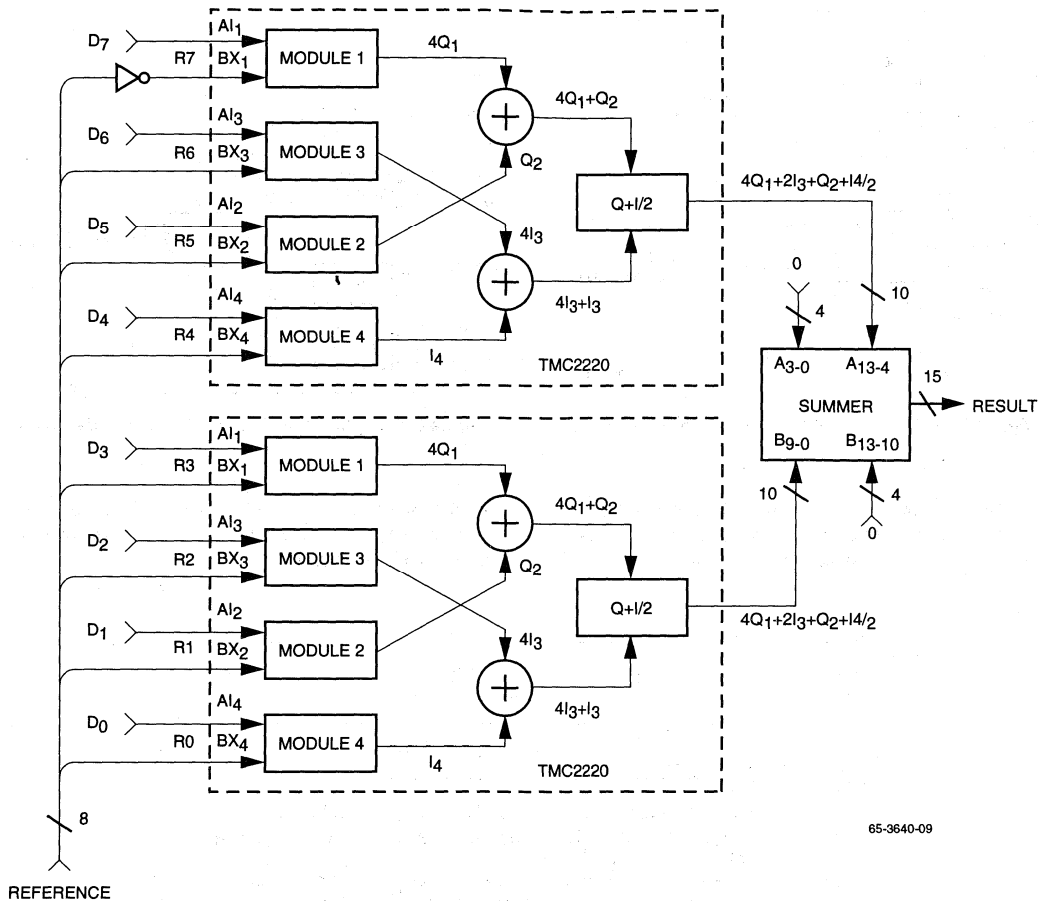 D7
AI1
R7
BX1
MODULE 1
4Q1
4Q1+Q2
D6
AI3
R6
BX3
MODULE 3
Q2
Q+I/2
4Q1+2I3+Q2+I4/2
D5
AI2
R5
BX2
MODULE 2
4I3
4I3+I3
D4
AI4
R4
BX4
MODULE 4
I4
TMC2220
0
4
10
A3-0
A13-4
SUMMER
15
RESULT
B9-0
B13-10
10
4
0
D3
AI1
R3
BX1
MODULE 1
4Q1
4Q1+Q2
D2
AI3
R2
BX3
MODULE 3
Q2
Q+I/2
4Q1+2I3+Q2+I4/2
D1
AI2
R1
BX2
MODULE 2
4I3
4I3+I3
D0
AI4
R0
BX4
MODULE 4
I4
TMC2220
8
REFERENCE
65-3640-09